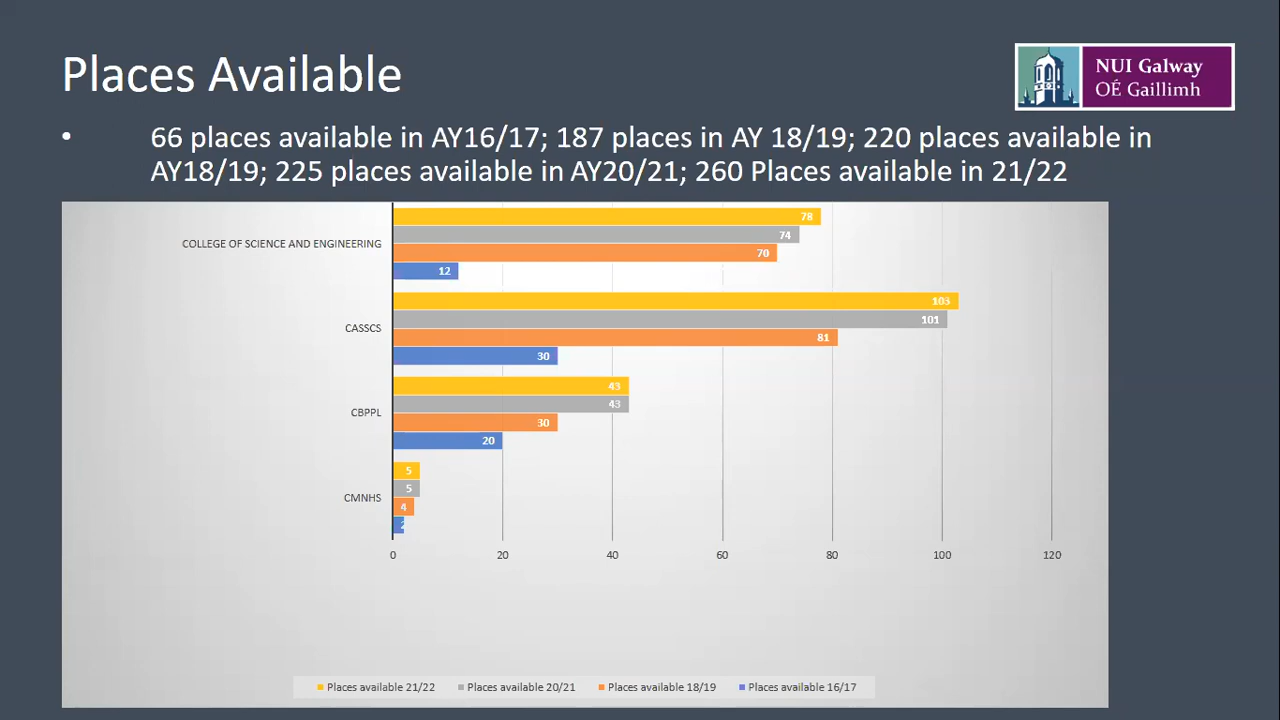 Places Available
NUI Galway
OÉ Gaillimh
• 66 places available in AY16/17; 187 places in AY 18/19; 220 places available in
AY18/19; 225 places available in AY20/21; 260 Places available in 21/22
COLLEGE OF SCIENCE AND ENGINEERING
78
74
70
12
CASSCS
103
101
81
30
CBPPL
43
43
30
20
CMNHS
5
5
4
2
0 20 40 60 80 100 120
Places available 21/22 Places available 20/21 Places available 18/19 Places available 16/17